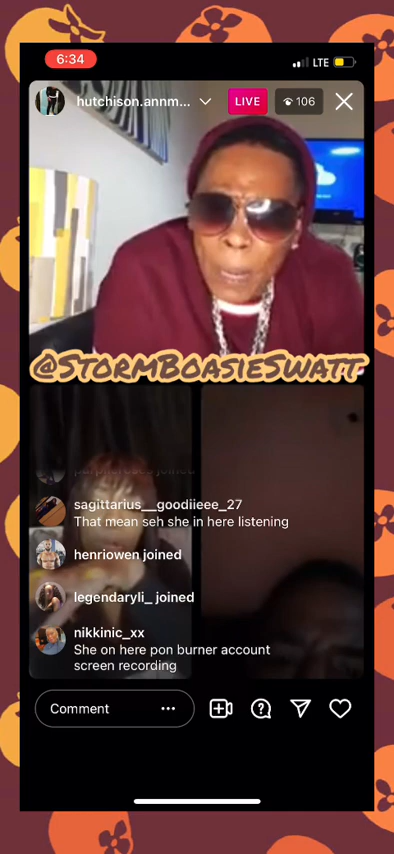 6:34
LTE
hutchison.annm...
LIVE
106
@StormBoasieSwatt
joined
sagittarius__goodiieee_27
That mean seh she in here listening
henriowen joined
legendaryli_ joined
nikkinic_xx
She on here pon burner account
screen recording
Comment